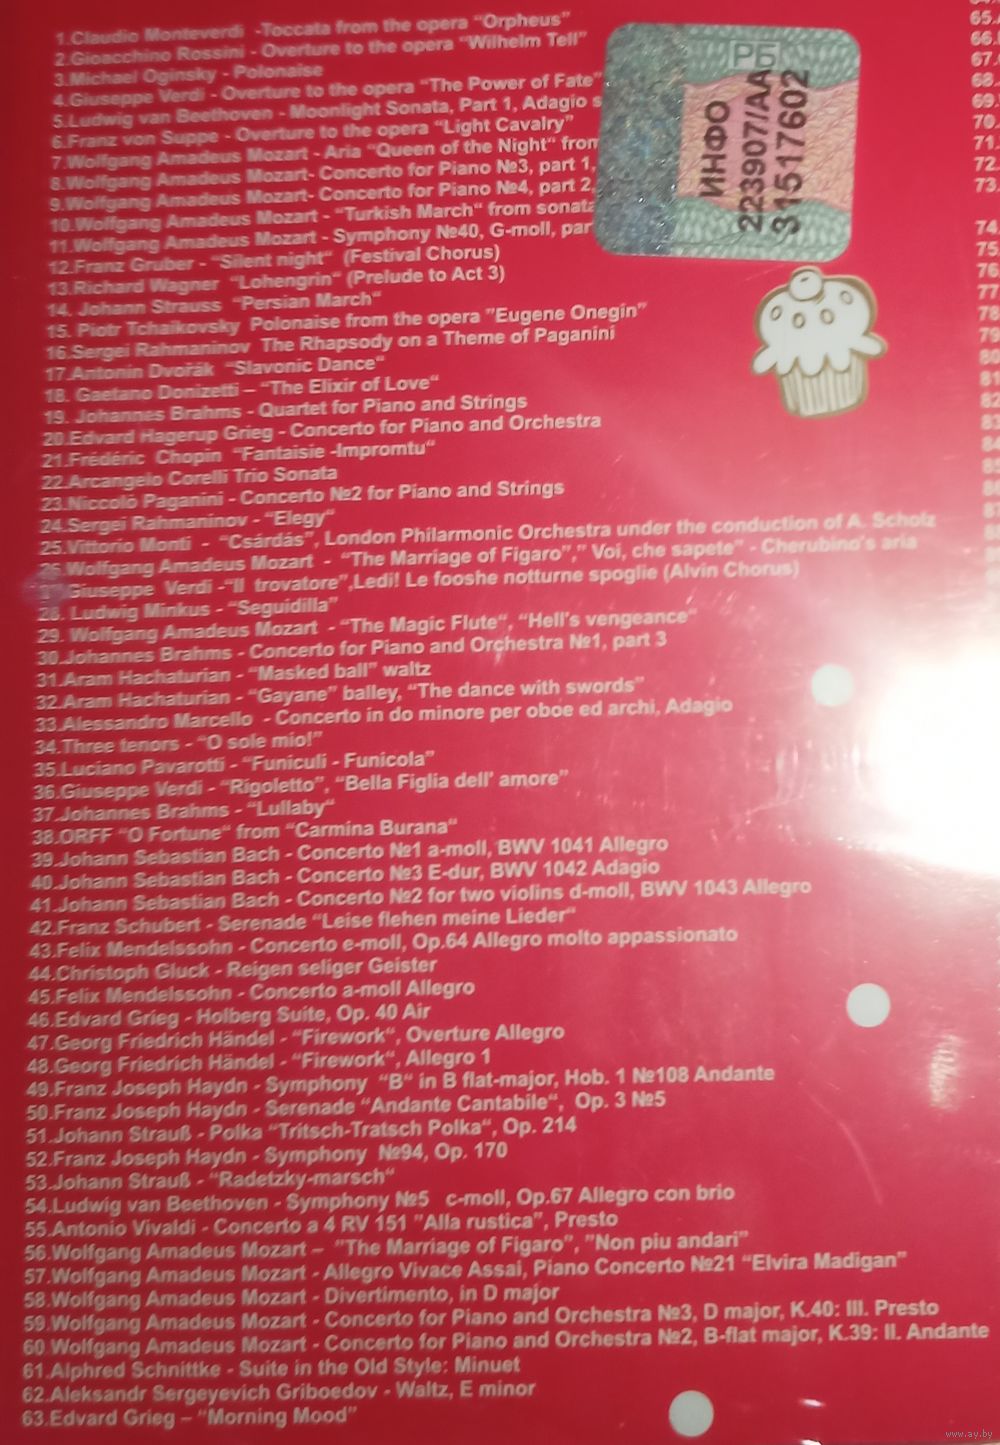 1.Claudio Monteverdi -Toccata from the opera "Orpheus"
2.Gioacchino Rossini - Overture to the opera "Wilhelm Tell"
3.Michael Oginsky - Polonaise
4.Giuseppe Verdi - Overture to the opera "The Power of Fate"
5.Ludwig van Beethoven - Moonlight Sonata, Part 1, Adagio s
6.Franz von Suppe - Overture to the opera "Light Cavalry"
7.Wolfgang Amadeus Mozart - Aria "Queen of the Night" from
8.Wolfgang Amadeus Mozart- Concerto for Piano №3, part 1,
9.Wolfgang Amadeus Mozart- Concerto for Piano №4, part 2,
10.Wolfgang Amadeus Mozart - "Turkish March" from sonata
11.Wolfgang Amadeus Mozart - Symphony №40, G-moll, par
12.Franz Gruber - "Silent night" (Festival Chorus)
13.Richard Wagner "Lohengrin" (Prelude to Act 3)
14. Johann Strauss "Persian March"
15. Piotr Tchaikovsky Polonaise from the opera "Eugene Onegin"
16.Sergei Rahmaninov The Rhapsody on a Theme of Paganini
17.Antonin Dvořák "Slavonic Dance"
18. Gaetano Donizetti – "The Elixir of Love"
19. Johannes Brahms - Quartet for Piano and Strings
20.Edvard Hagerup Grieg - Concerto for Piano and Orchestra
21.Frédéric Chopin "Fantaisie -Impromtu"
22.Arcangelo Corelli Trio Sonata
23.Niccolò Paganini - Concerto №2 for Piano and Strings
24.Sergei Rahmaninov - "Elegy"
25.Vittorio Monti - "Csárdás", London Philarmonic Orchestra under the conduction of A. Scholz
26.Wolfgang Amadeus Mozart - "The Marriage of Figaro"," Voi, che sapete" - Cherubino's aria
Giuseppe Verdi -"Il trovatore",Ledi! Le fooshe notturne spoglie (Alvin Chorus)
28. Ludwig Minkus - "Seguidilla"
29. Wolfgang Amadeus Mozart - "The Magic Flute", "Hell's vengeance"
30.Johannes Brahms - Concerto for Piano and Orchestra №1, part 3
31.Aram Hachaturian - "Masked ball" waltz
32.Aram Hachaturian - "Gayane" balley, "The dance with swords"
33.Alessandro Marcello - Concerto in do minore per oboe ed archi, Adagio
34.Three tenors - "O sole mio!"
35.Luciano Pavarotti - "Funiculi - Funicola"
36.Giuseppe Verdi - "Rigoletto", "Bella Figlia dell' amore"
37.Johannes Brahms - "Lullaby"
38.ORFF "O Fortune" from "Carmina Burana"
39.Johann Sebastian Bach - Concerto №1 a-moll, BWV 1041 Allegro
40.Johann Sebastian Bach - Concerto №3 E-dur, BWV 1042 Adagio
41.Johann Sebastian Bach - Concerto №2 for two violins d-moll, BWV 1043 Allegro
42.Franz Schubert - Serenade "Leise flehen meine Lieder"
43.Felix Mendelssohn - Concerto e-moll, Op.64 Allegro molto appassionato
44.Christoph Gluck - Reigen seliger Geister
45.Felix Mendelssohn - Concerto a-moll Allegro
46.Edvard Grieg - Holberg Suite, Op. 40 Air
47.Georg Friedrich Händel - "Firework", Overture Allegro
48.Georg Friedrich Händel - "Firework", Allegro 1
49.Franz Joseph Haydn - Symphony "B" in B flat-major, Hob. 1 №108 Andante
50.Franz Joseph Haydn - Serenade "Andante Cantabile", Op. 3 №5
51.Johann Strauß - Polka "Tritsch-Tratsch Polka", Op. 214
52.Franz Joseph Haydn - Symphony №94, Op. 170
53.Johann Strauß - "Radetzky-marsch"
54.Ludwig van Beethoven - Symphony №5 c-moll, Op.67 Allegro con brio
55.Antonio Vivaldi - Concerto a 4 RV 151 "Alla rustica", Presto
56.Wolfgang Amadeus Mozart – "The Marriage of Figaro", "Non piu andari"
57.Wolfgang Amadeus Mozart - Allegro Vivace Assai, Piano Concerto №21 "Elvira Madigan"
58.Wolfgang Amadeus Mozart - Divertimento, in D major
59.Wolfgang Amadeus Mozart - Concerto for Piano and Orchestra №3, D major, K.40: III. Presto
60 Wolfgang Amadeus Mozart - Concerto for Piano and Orchestra №2, B-flat major, K.39: II. Andante
61.Alphred Schnittke - Suite in the Old Style: Minuet
62.Aleksandr Sergeyevich Griboedov - Waltz, E minor
63.Edvard Grieg – "Morning Mood"
РБ
ИНФО
223907/АА
31517602
65.
66.
67.
68.
69.
70.
71.
72.
73.
74.
75.
76
77
78
79
80
81
82
83
84
www.ay.by